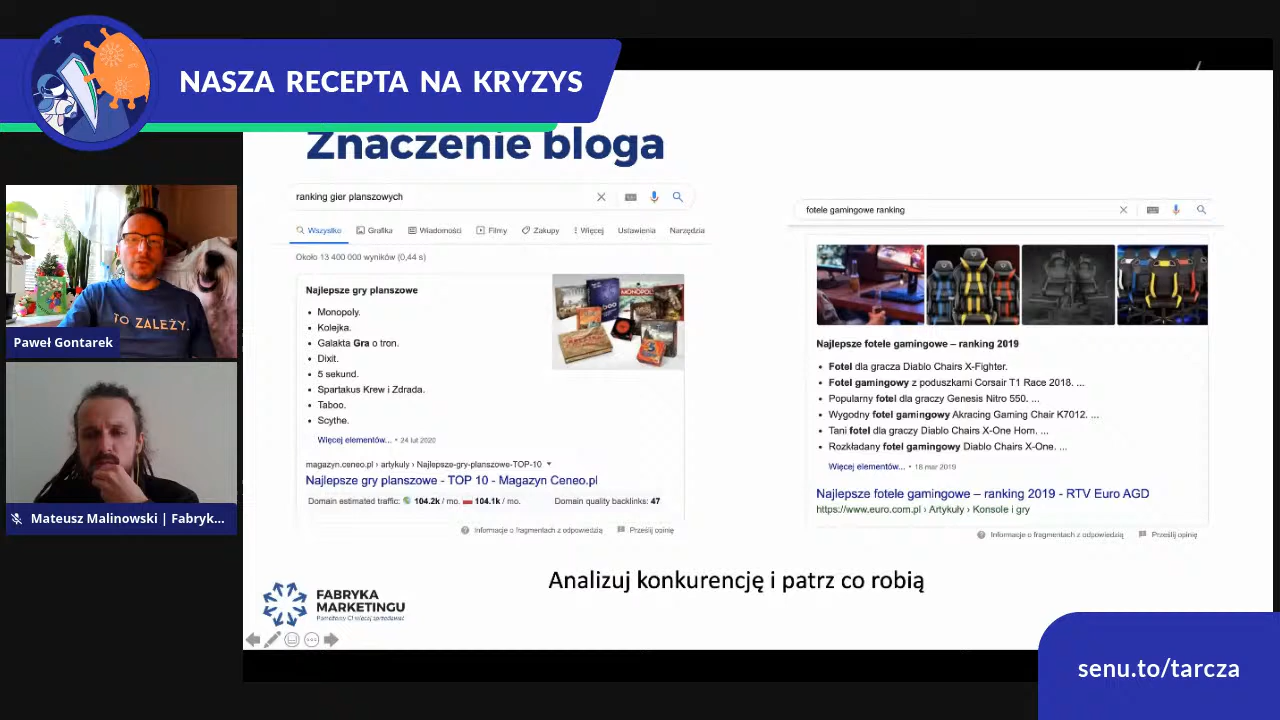 NASZA RECEPTA NA KRYZYS
Znaczenie bloga
ranking gier planszowych
Wszystko Grafika Wiadomości Filmy Zakupy Więcej Ustawienia Narzędzia
Około 13 400 000 wyników (0,44 s)
Najlepsze gry planszowe
• Monopoly.
• Kolejka.
• Galakta Gra o tron.
• Dixit.
• 5 sekund.
• Spartakus Krew i Zdrada.
• Taboo.
• Scythe.
Więcej elementów... • 24 lut 2020
MONOPOLY
magazyn.ceneo.pl › artykuly › Najlepsze-gry-planszowe-TOP-10
Najlepsze gry planszowe - TOP 10 - Magazyn Ceneo.pl
Domain estimated traffic: 104.2k / mo. 104.1k / mo. Domain quality backlinks: 47
Informacje o fragmentach z odpowiedzią Prześlij opinię
fotele gamingowe ranking
Najlepsze fotele gamingowe – ranking 2019
• Fotel dla gracza Diablo Chairs X-Fighter.
• Fotel gamingowy z poduszkami Corsair T1 Race 2018. ...
• Popularny fotel dla graczy Genesis Nitro 550. ...
• Wygodny fotel gamingowy Akracing Gaming Chair K7012. ...
• Tani fotel dla graczy Diablo Chairs X-One Horn. ...
• Rozkładany fotel gamingowy Diablo Chairs X-One. ...
Więcej elementów... • 18 mar 2019
Najlepsze fotele gamingowe – ranking 2019 - RTV Euro AGD
https://www.euro.com.pl › Artykuły › Konsole i gry
Informacje o fragmentach z odpowiedzią Prześlij opinię
Analizuj konkurencję i patrz co robią
FABRYKA
MARKETINGU
Pomożemy Ci więcej sprzedawać
TO ZALEŻY.
Paweł Gontarek
Mateusz Malinowski | Fabryk...
senu.to/tarcza